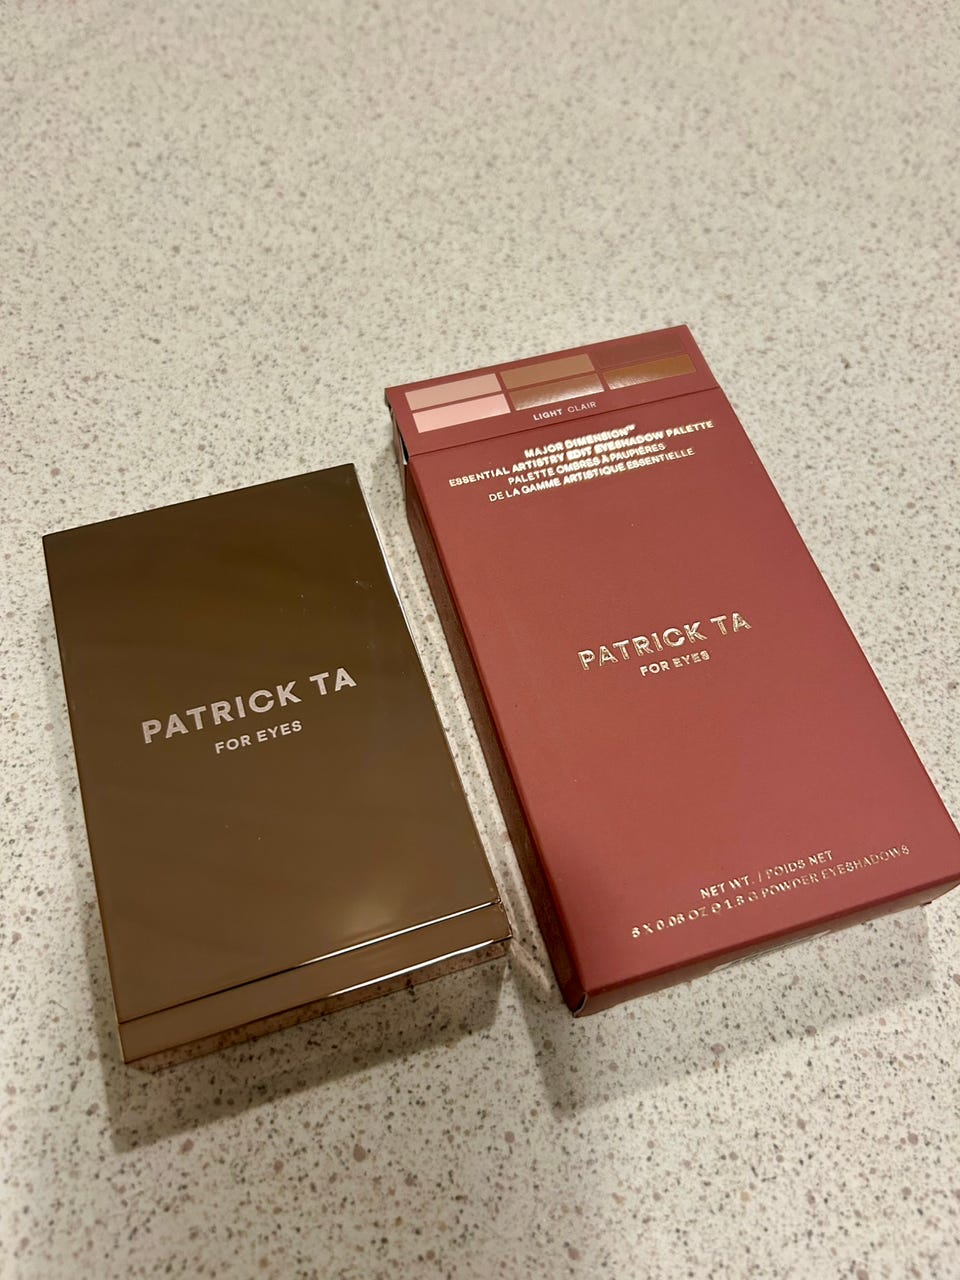 PATRICK TA
FOR EYES
LIGHT CLAIR
MAJOR DIMENSION™
ESSENTIAL ARTISTRY EDIT EYESHADOW PALETTE
PALETTE OMBRES À PAUPIÈRES
DE LA GAMME ARTISTIQUE ESSENTIELLE
PATRICK TA
FOR EYES
NET WT. / POIDS NET
X 0.06 OZ 1.8 G POWDER EYESHADOWS